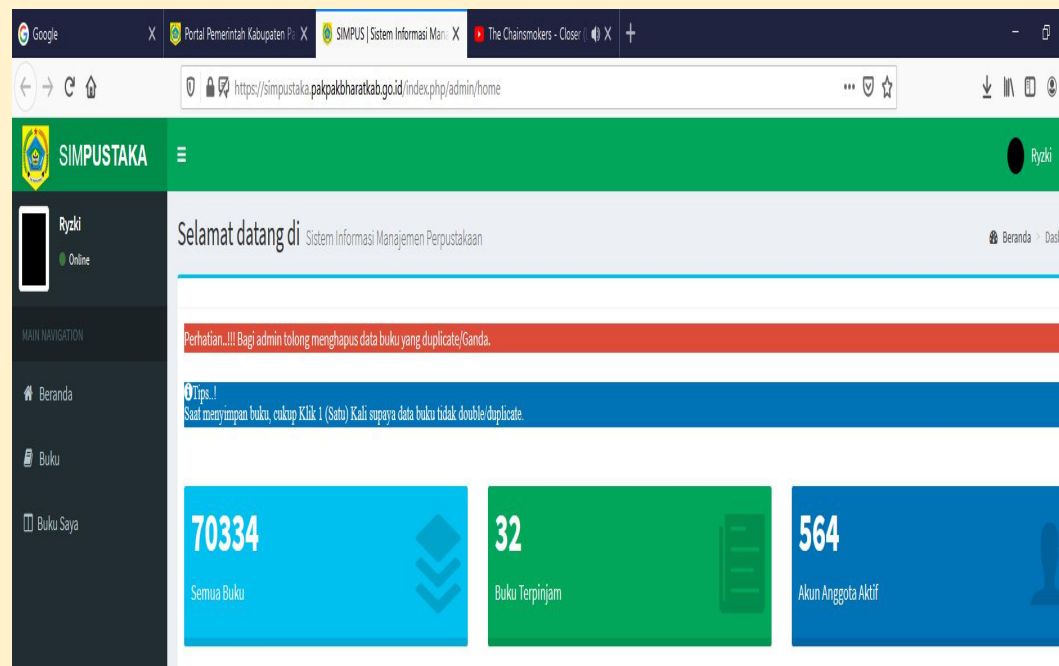 Google
Portal Pemerintah Kabupaten Pa
SIMPUS | Sistem Informasi Mana
The Chainsmokers - Closer (
https://simpustaka.pakpakbharatkab.go.id/index.php/admin/home
SIMPUSTAKA
Ryzki
Ryzki
Online
Selamat datang di Sistem Informasi Manajemen Perpustakaan
Beranda > Dasl
MAIN NAVIGATION
Perhatian..!!! Bagi admin tolong menghapus data buku yang duplicate/Ganda.
Beranda
Tips..!
Saat menyimpan buku, cukup Klik 1 (Satu) Kali supaya data buku tidak double/duplicate.
Buku
Buku Saya
70334
Semua Buku
32
Buku Terpinjam
564
Akun Anggota Aktif